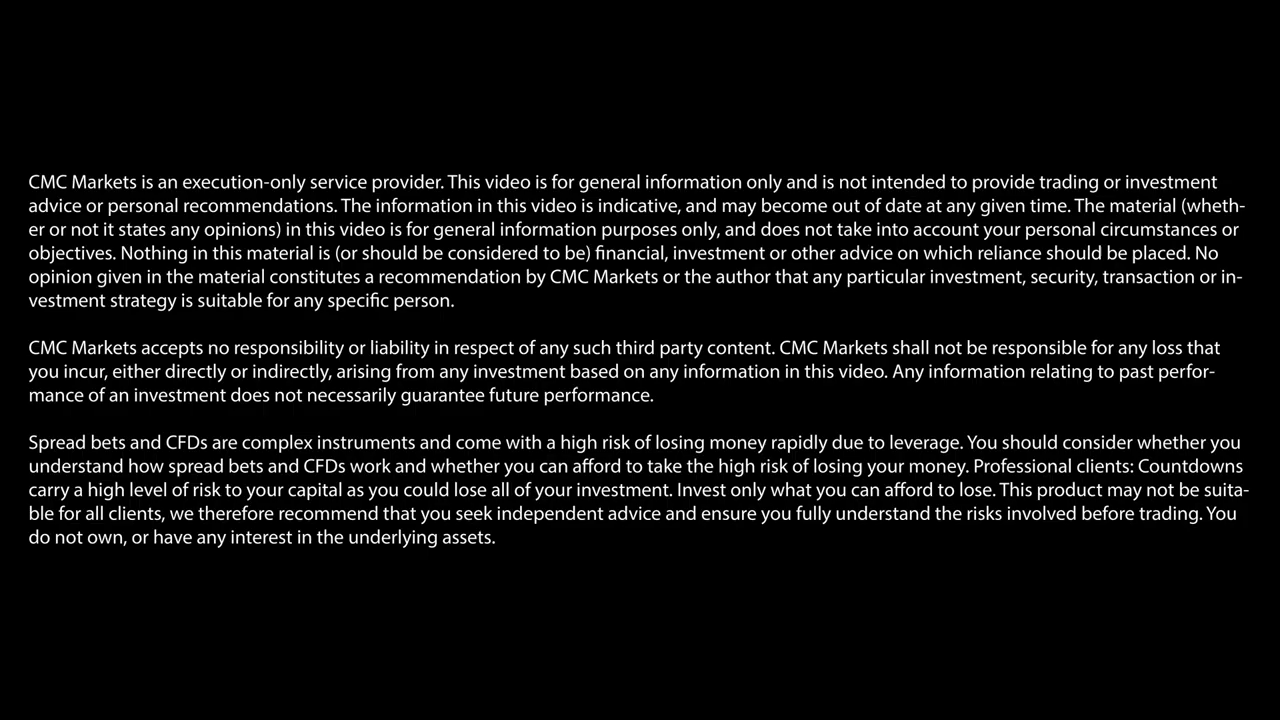 CMC Markets is an execution-only service provider. This video is for general information only and is not intended to provide trading or investment
advice or personal recommendations. The information in this video is indicative, and may become out of date at any given time. The material (wheth-
er or not it states any opinions) in this video is for general information purposes only, and does not take into account your personal circumstances or
objectives. Nothing in this material is (or should be considered to be) financial, investment or other advice on which reliance should be placed. No
opinion given in the material constitutes a recommendation by CMC Markets or the author that any particular investment, security, transaction or in-
vestment strategy is suitable for any specific person.
CMC Markets accepts no responsibility or liability in respect of any such third party content. CMC Markets shall not be responsible for any loss that
you incur, either directly or indirectly, arising from any investment based on any information in this video. Any information relating to past perfor-
mance of an investment does not necessarily guarantee future performance.
Spread bets and CFDs are complex instruments and come with a high risk of losing money rapidly due to leverage. You should consider whether you
understand how spread bets and CFDs work and whether you can afford to take the high risk of losing your money. Professional clients: Countdowns
carry a high level of risk to your capital as you could lose all of your investment. Invest only what you can afford to lose. This product may not be suita-
ble for all clients, we therefore recommend that you seek independent advice and ensure you fully understand the risks involved before trading. You
do not own, or have any interest in the underlying assets.